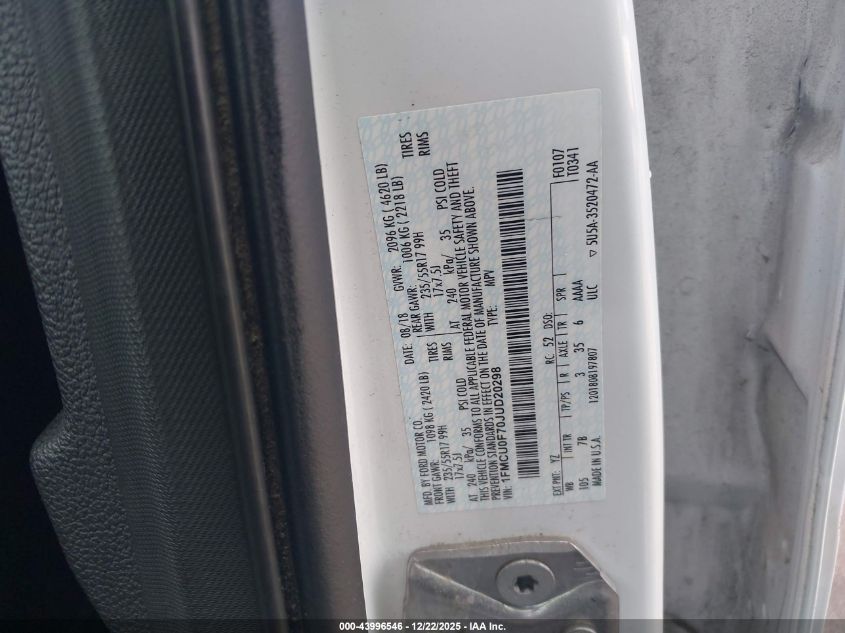 MFD. BY FORD MOTOR CO.
DATE: 08/18
GVWR: 2096 KG ( 4620 LB)
FRONT GAWR: 1098 KG ( 2420 LB)
REAR GAWR: 1006 KG ( 2218 LB)
WITH 235/55R17 99H TIRES
WITH 235/55R17 99H TIRES
17x7.5J RIMS
17x7.5J RIMS
AT 240 kPa/ 35 PSI COLD
AT 240 kPa/ 35 PSI COLD
THIS VEHICLE CONFORMS TO ALL APPLICABLE FEDERAL MOTOR VEHICLE SAFETY AND THEFT
PREVENTION STANDARDS IN EFFECT ON THE DATE OF MANUFACTURE SHOWN ABOVE.
VIN: 1FMCU0F70JUD20298
TYPE: MPV
F0107
T0341
EXT PNT: YZ RC: 52 DSO:
WB INT TR TP/PS R AXLE TR SPR
105 7B 3 35 6 AAAA
ULC
MADE IN U.S.A. 1201808197807
▽ 5U5A-3520472-AA
000-43996546 - 12/22/2025 - IAA Inc.